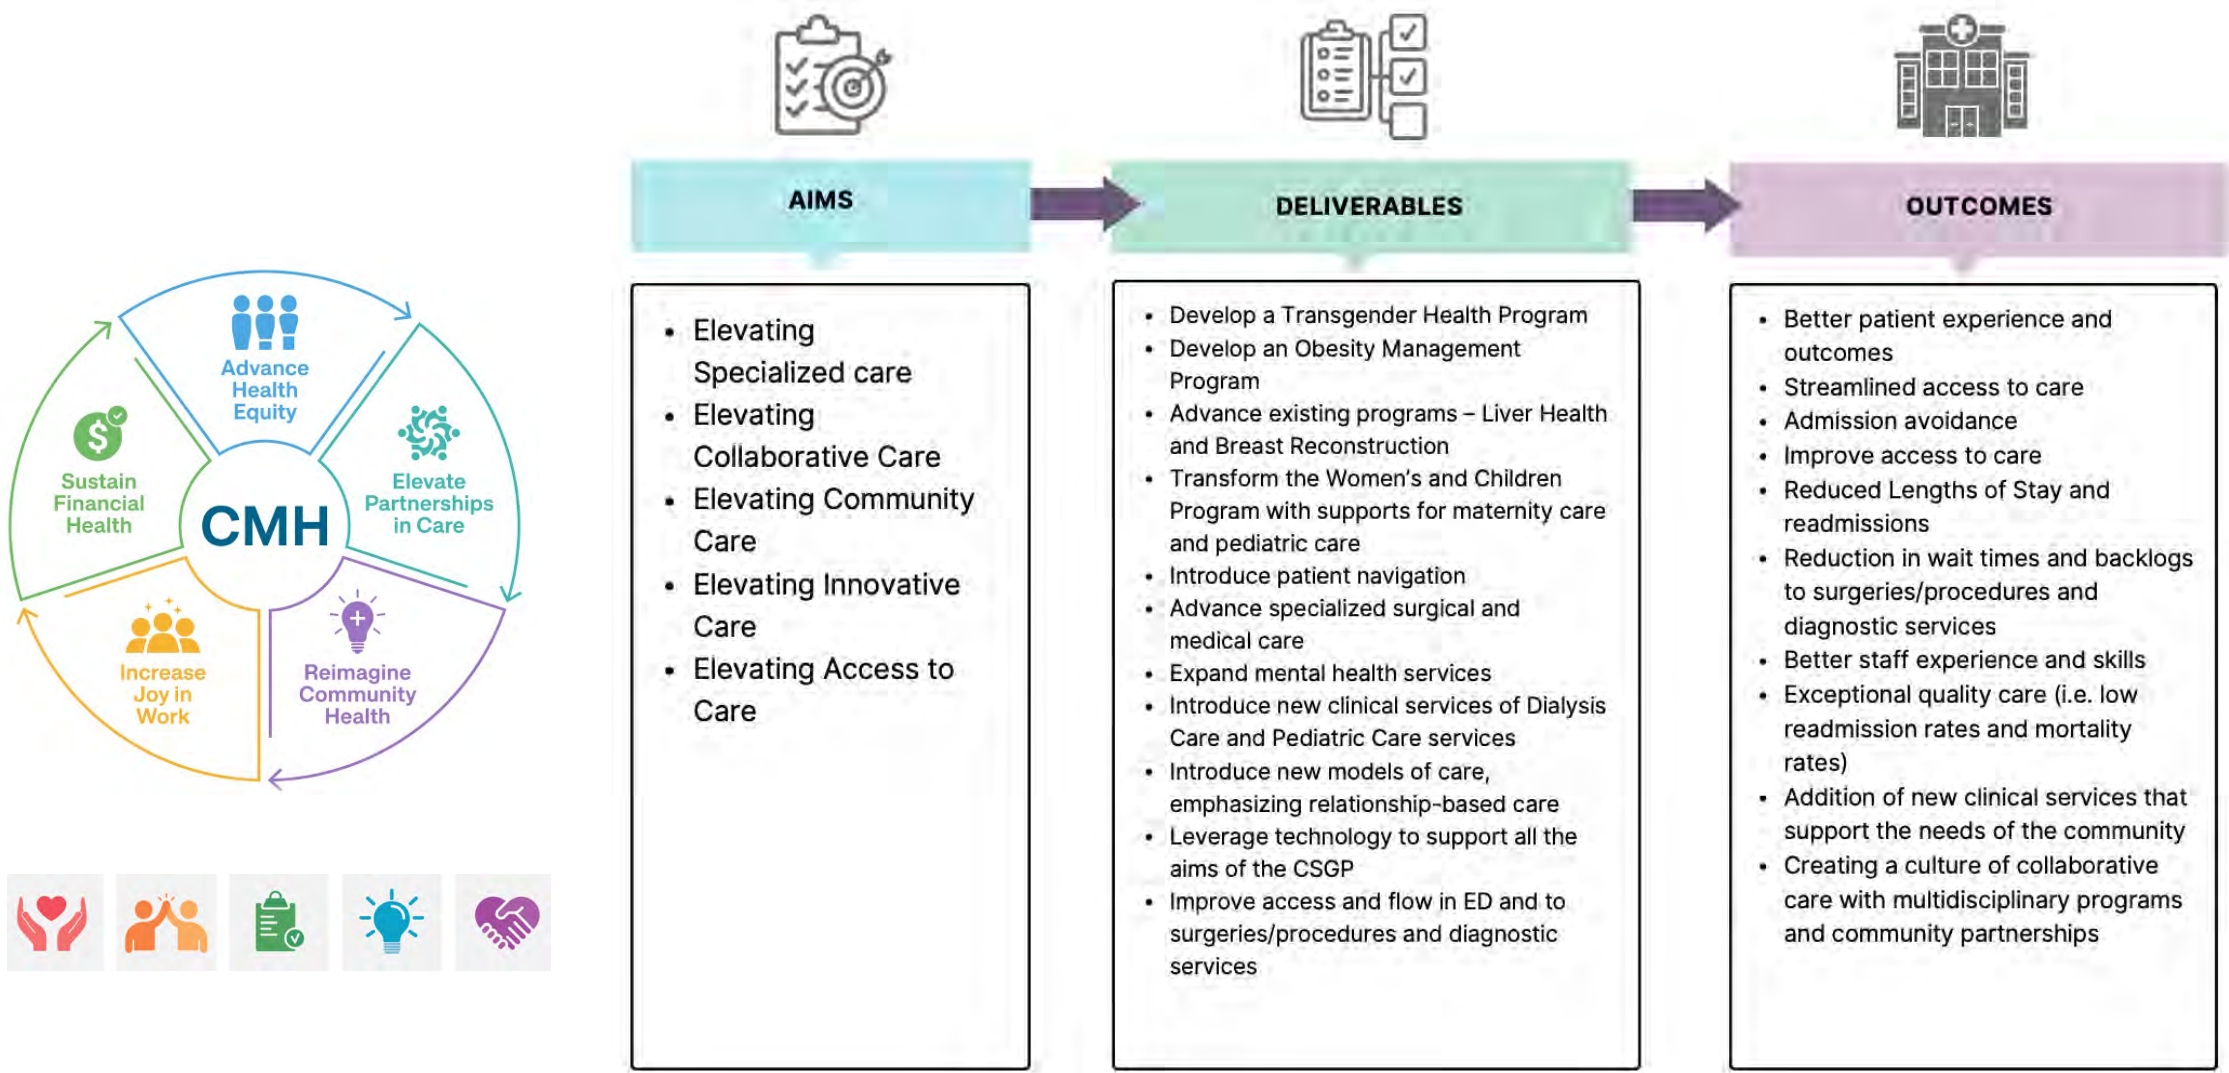 Advance
Health
Equity
Elevate
Partnerships
in Care
Reimagine
Community
Health
Increase
Joy in
Work
Sustain
Financial
Health
CMH
AIMS
• Elevating
Specialized care
• Elevating
Collaborative Care
• Elevating Community
Care
• Elevating Innovative
Care
• Elevating Access to
Care
DELIVERABLES
• Develop a Transgender Health Program
• Develop an Obesity Management
Program
• Advance existing programs – Liver Health
and Breast Reconstruction
• Transform the Women's and Children
Program with supports for maternity care
and pediatric care
• Introduce patient navigation
• Advance specialized surgical and
medical care
• Expand mental health services
• Introduce new clinical services of Dialysis
Care and Pediatric Care services
• Introduce new models of care,
emphasizing relationship-based care
• Leverage technology to support all the
aims of the CSGP
• Improve access and flow in ED and to
surgeries/procedures and diagnostic
services
OUTCOMES
• Better patient experience and
outcomes
• Streamlined access to care
• Admission avoidance
• Improve access to care
• Reduced Lengths of Stay and
readmissions
• Reduction in wait times and backlogs
to surgeries/procedures and
diagnostic services
• Better staff experience and skills
• Exceptional quality care (i.e. low
readmission rates and mortality
rates)
• Addition of new clinical services that
support the needs of the community
• Creating a culture of collaborative
care with multidisciplinary programs
and community partnerships